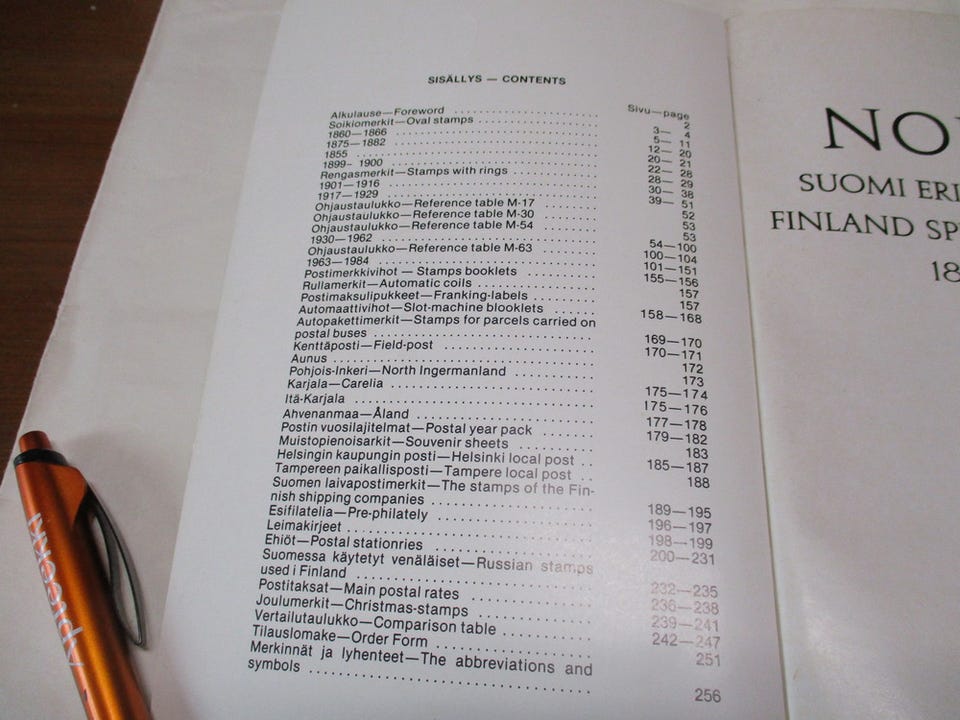 SISÄLLYS — CONTENTS
Alkulause—Foreword
Soikiomerkit—Oval stamps
1860—1866
1875—1882
1855
1899- 1900
Rengasmerkit—Stamps with rings
1901—1916
1917—1929
Ohjaustaulukko—Reference table M-17
Ohjaustaulukko—Reference table M-30
Ohjaustaulukko—Reference table M-54
1930—1962
Ohjaustaulukko—Reference table M-63
1963—1984
Postimerkkivihot — Stamps booklets
Rullamerkit—Automatic coils
Postimaksulipukkeet—Franking-labels
Automaattivihot—Slot-machine blooklets
Autopakettimerkit—Stamps for parcels carried on
postal buses
Kenttäposti—Field-post
Aunus
Pohjois-Inkeri—North Ingermanland
Karjala—Carelia
Itä-Karjala
Ahvenanmaa—Åland
Postin vuosilajitelmat—Postal year pack
Muistopienoisarkit—Souvenir sheets
Helsingin kaupungin posti—Helsinki local post
Tampereen paikallisposti—Tampere local post
Suomen laivapostimerkit—The stamps of the Fin-
nish shipping companies
Esifilatelia—Pre-philately
Leimakirjeet
Ehiöt—Postal stationries
Suomessa käytetyt venäläiset—Russian stamps
used i Finland
Postitaksat—Main postal rates
Joulumerkit—Christmas-stamps
Vertailutaulukko—Comparison table
Tilauslomake—Order Form
Merkinnät ja lyhenteet—The abbreviations and
symbols
Sivu—page
2
3— 4
5— 11
12— 20
20— 21
22— 28
28— 29
30— 38
39— 51
52
53
53
54—100
100—104
101—151
155—156
157
157
158—168
169—170
170—171
172
173
175—174
175—176
177—178
179—182
183
185—187
188
189—195
196—197
198—199
200—231
232—235
236—238
239—241
242—247
251
256
NO
SUOMI ERI
FINLAND SP
18
Apteekki